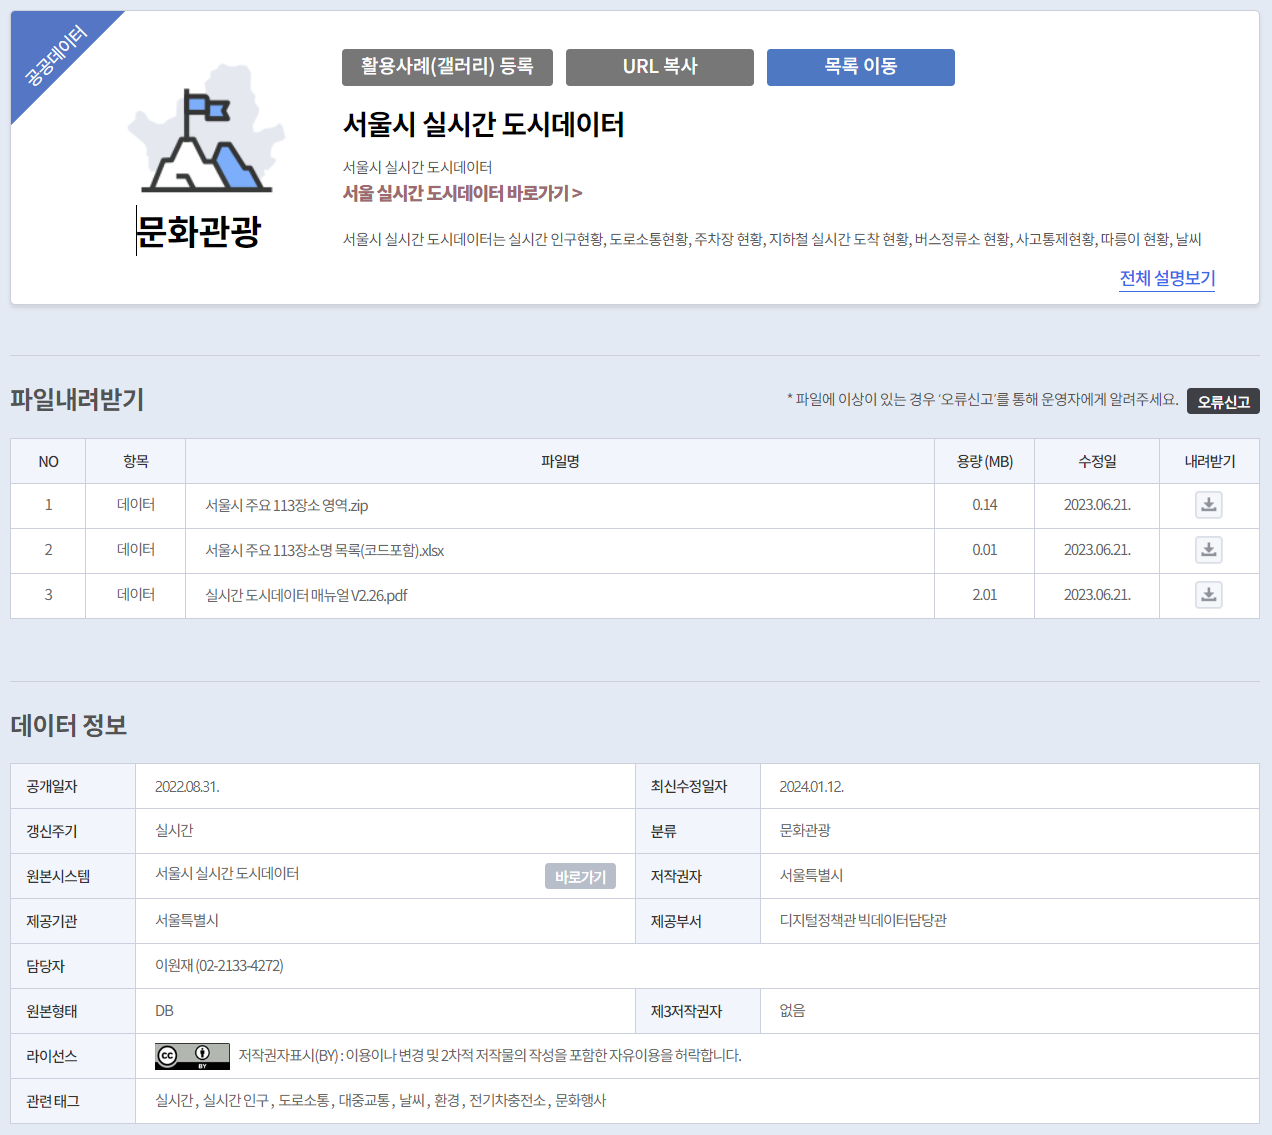 공공데이터
활용사례(갤러리) 등록 URL 복사 목록 이동
서울시 실시간 도시데이터
서울시 실시간 도시데이터
서울 실시간 도시데이터 바로가기 >
문화관광
서울시 실시간 도시데이터는 실시간 인구현황, 도로소통현황, 주차장 현황, 지하철 실시간 도착 현황, 버스정류소 현황, 사고통제현황, 따릉이 현황, 날씨
전체 설명보기
파일내려받기
* 파일에 이상이 있는 경우 '오류신고'를 통해 운영자에게 알려주세요. 오류신고
NO 항목 파일명 용량 (MB) 수정일 내려받기
1 데이터 서울시 주요 113장소 영역.zip 0.14 2023.06.21.
2 데이터 서울시 주요 113장소명 목록(코드포함).xlsx 0.01 2023.06.21.
3 데이터 실시간 도시데이터 매뉴얼 V2.26.pdf 2.01 2023.06.21.
데이터 정보
공개일자 2022.08.31. 최신수정일자 2024.01.12.
갱신주기 실시간 분류 문화관광
원본시스템 서울시 실시간 도시데이터 바로가기 저작권자 서울특별시
제공기관 서울특별시 제공부서 디지털정책관 빅데이터담당관
담당자 이원재 (02-2133-4272)
원본형태 DB 제3저작권자 없음
라이선스 cc BY 저작권자표시(BY) : 이용이나 변경 및 2차적 저작물의 작성을 포함한 자유이용을 허락합니다.
관련 태그 실시간 , 실시간 인구 , 도로소통 , 대중교통 , 날씨 , 환경 , 전기차충전소 , 문화행사